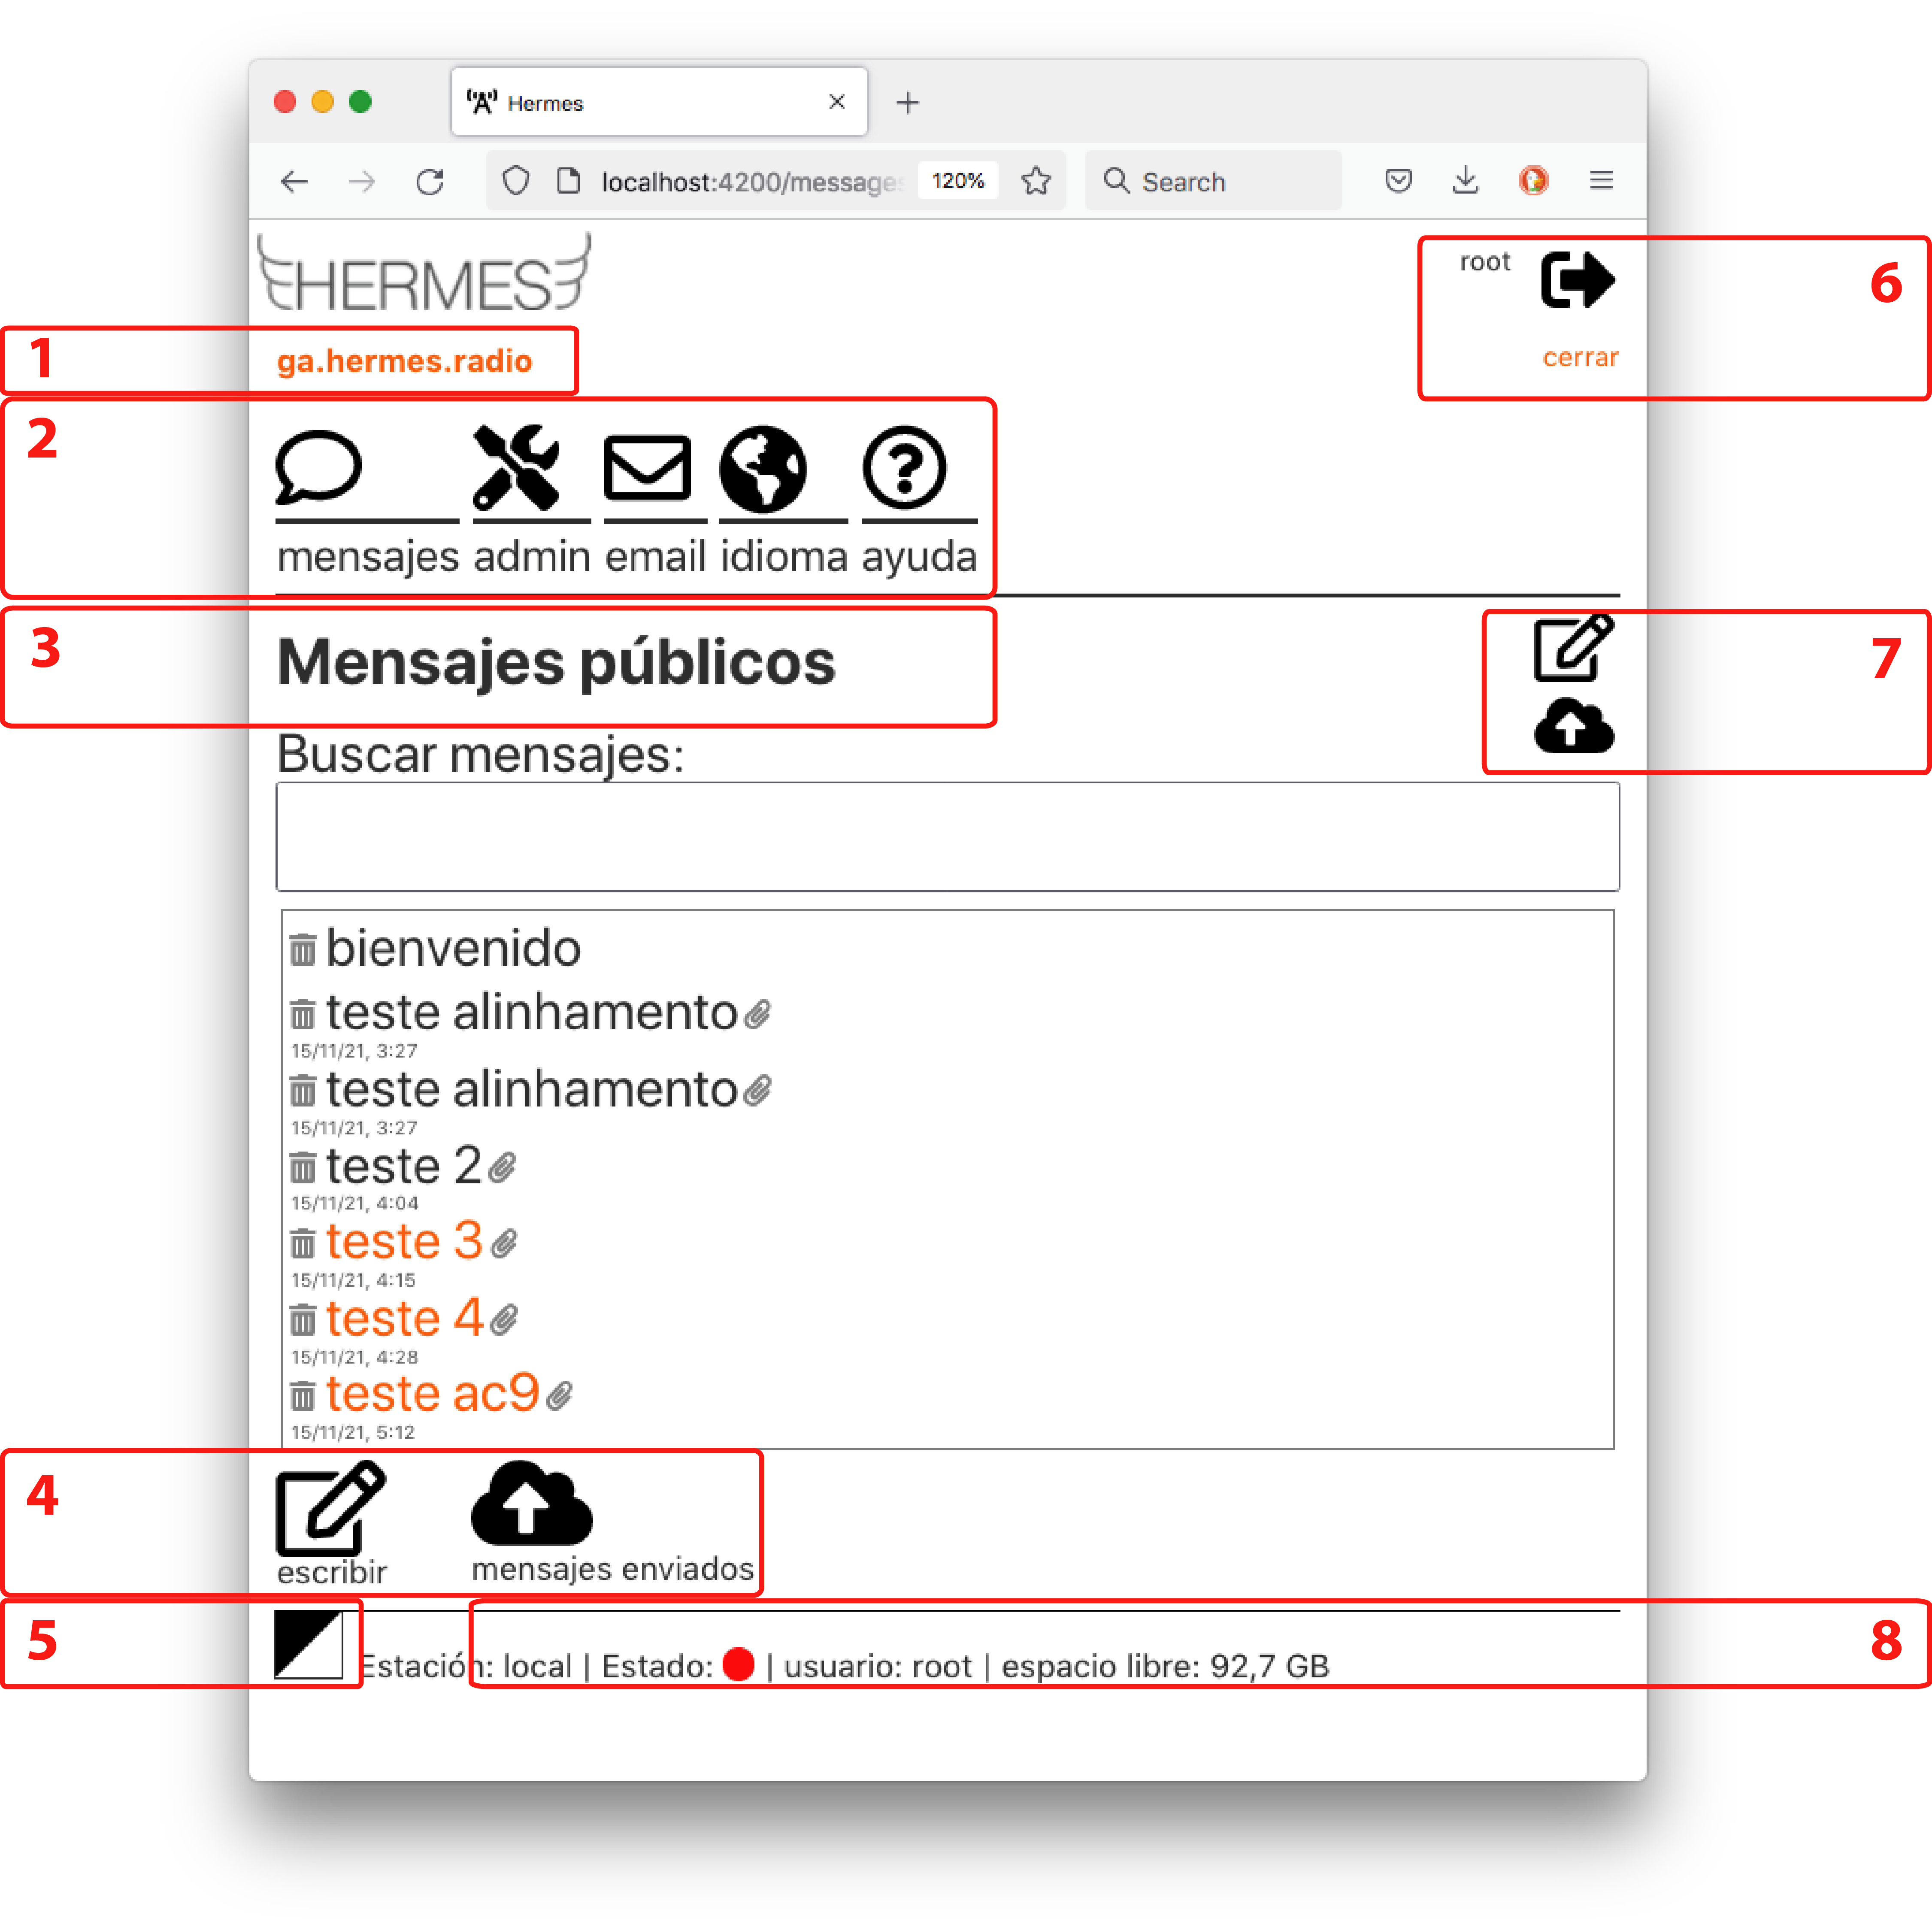 Hermes
localhost:4200/message 120% Search
HERMES
root
6
1
ga.hermes.radio
cerrar
2
mensajes admin email idioma ayuda
3
Mensajes públicos
7
Buscar mensajes:
bienvenido
teste alinhamento
15/11/21, 3:27
teste alinhamento
15/11/21, 3:27
teste 2
15/11/21, 4:04
teste 3
15/11/21, 4:15
teste 4
15/11/21, 4:28
teste ac9
15/11/21, 5:12
4
escribir mensajes enviados
5
8
Estación: local | Estado: | usuario: root | espacio libre: 92,7 GB